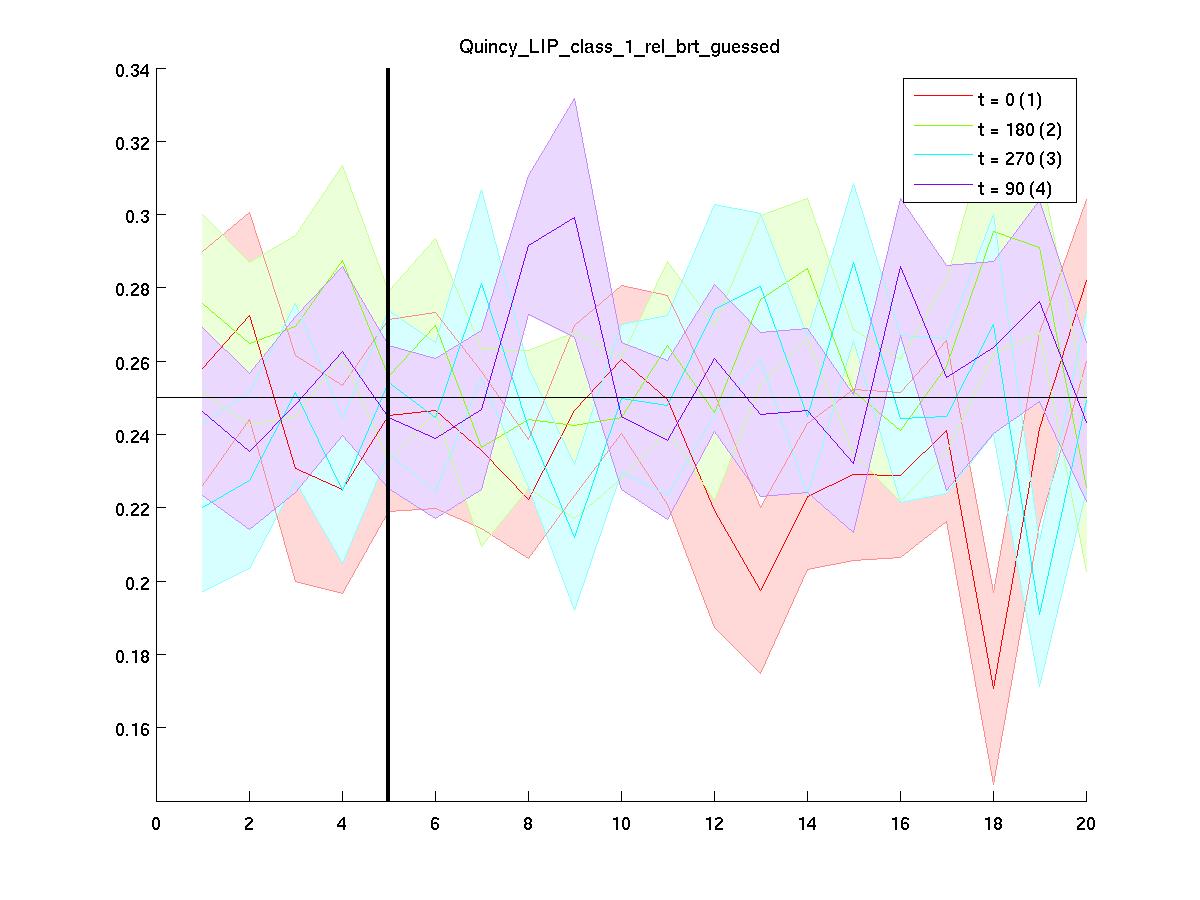 Quincy_LIP_class_1_rel_brt_guessed
t = 0 (1)
t = 180 (2)
t = 270 (3)
t = 90 (4)
0.34
0.32
0.3
0.28
0.26
0.24
0.22
0.2
0.18
0.16
0 2 4 6 8 10 12 14 16 18 20